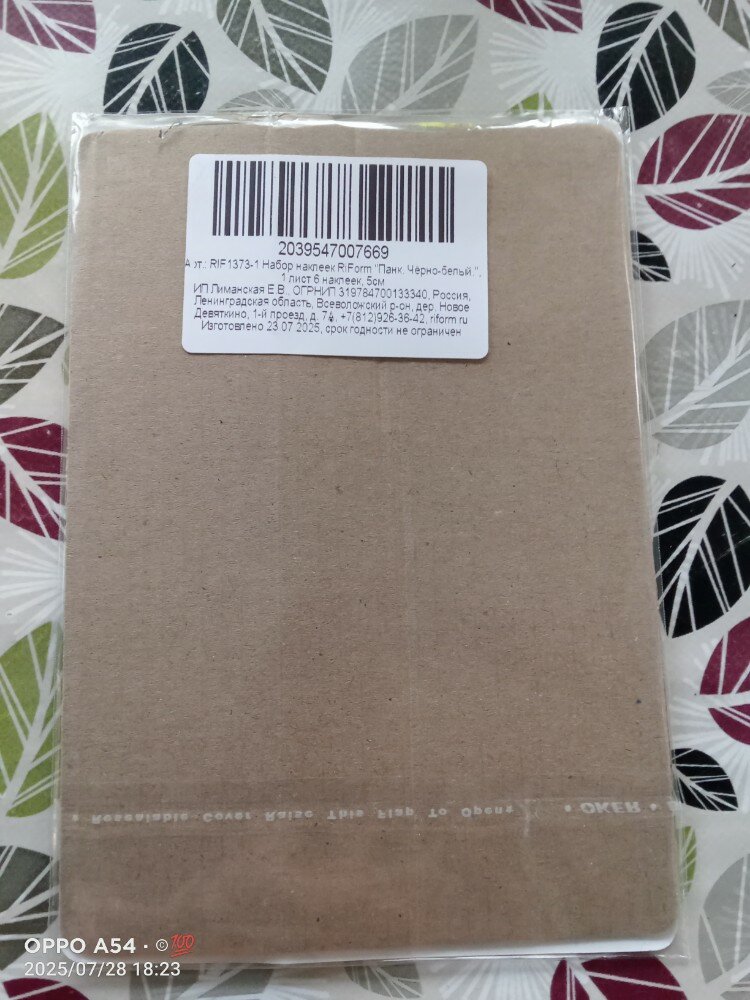 2039547007669
Арт.: RIF1373-1 Набор наклеек RiForm "Панк. Чёрно-белый.",
1 лист 6 наклеек, 5см
ИП Лиманская Е.В., ОГРНИП 319784700133340, Россия,
Ленинградская область, Всеволожский р-он, дер. Новое
Девяткино, 1-й проезд, д. 74, +7(812)926-36-42, riform.ru
Изготовлено 23.07.2025, срок годности не ограничен
• Resealable Cover Raise This Flap To Open • OKER •
OPPO A54 · © 💯
2025/07/28 18:23